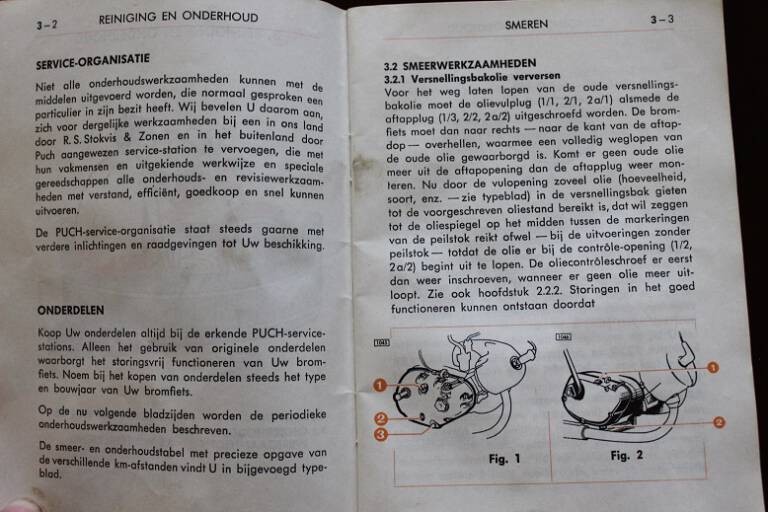 3-2 REINIGING EN ONDERHOUD
SERVICE-ORGANISATIE
Niet alle onderhoudswerkzaamheden kunnen met de
middelen uitgevoerd worden, die normaal gesproken een
particulier in zijn bezit heeft. Wij bevelen U daarom aan,
zich voor dergelijke werkzaamheden bij een in ons land
door R.S. Stokvis & Zonen en in het buitenland door
Puch aangewezen service-station te vervoegen, die met
hun vakmensen en uitgekiende werkwijze en speciale
gereedschappen alle onderhouds- en revisiewerkzaam-
heden met verstand, efficiënt, goedkoop en snel kunnen
uitvoeren.
De PUCH-service-organisatie staat steeds gaarne met
verdere inlichtingen en raadgevingen tot Uw beschikking.
ONDERDELEN
Koop Uw onderdelen altijd bij de erkende PUCH-service-
stations. Alleen het gebruik van originele onderdelen
waarborgt het storingsvrij functioneren van Uw brom-
fiets. Noem bij het kopen van onderdelen steeds het type
en bouwjaar van Uw bromfiets.
Op de nu volgende bladzijden worden de periodieke
onderhoudswerkzaamheden beschreven.
De smeer- en onderhoudstabel met precieze opgave van
de verschillende km-afstanden vindt U in bijgevoegd type-
blad.
SMEREN 3-3
3.2 SMEERWERKZAAMHEDEN
3.2.1 Versnellingsbakolie verversen
Voor het weg laten lopen van de oude versnellings-
bakolie moet de olievulplug (1/1, 2/1, 2a/1) alsmede de
aftapplug (1/3, 2/2, 2a/2) uitgeschroefd worden. De brom-
fiets moet dan naar rechts — naar de kant van de aftap-
dop — overhellen, waarmee een volledig weglopen van
de oude olie gewaarborgd is. Komt er geen oude olie
meer uit de aftapopening dan de aftapplug weer mon-
teren. Nu door de vulopening zoveel olie (hoeveelheid,
soort, enz. — zie typeblad) in de versnellingsbak gieten
tot de voorgeschreven oliestand bereikt is, dat wil zeggen
tot de oliespiegel op het midden tussen de markeringen
van de peilstok reikt ofwel — bij de uitvoeringen zonder
peilstok — totdat de olie er bij de contrôle-opening (1/2,
2a/2) begint uit te lopen. De oliecontrôleschroef er eerst
dan weer inschroeven, wanneer er geen olie meer uit-
loopt. Zie ook hoofdstuk 2.2.2. Storingen in het goed
functioneren kunnen ontstaan doordat
1
2
3
Fig. 1
1
2
Fig. 2